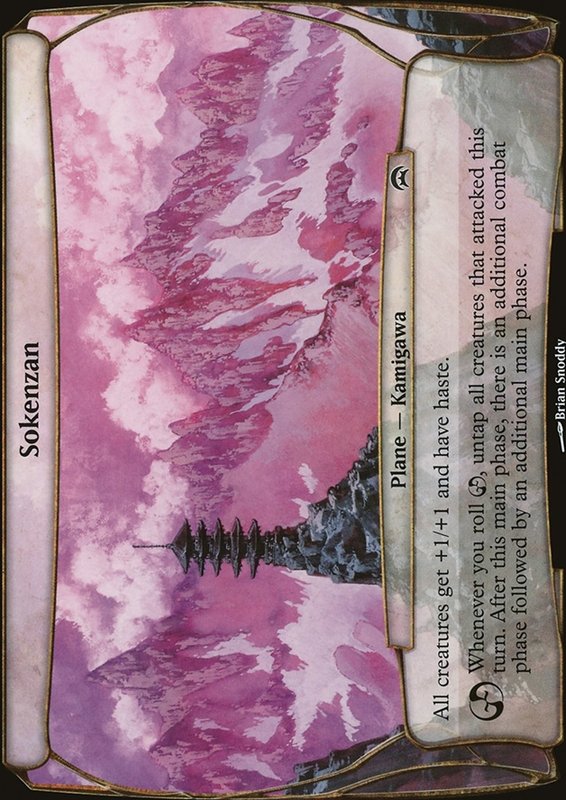 Sokenzan
Plane — Kamigawa
All creatures get +1/+1 and have haste.
Whenever you roll , untap all creatures that attacked this
turn. After this main phase, there is an additional combat
phase followed by an additional main phase.
Brian Snoddy